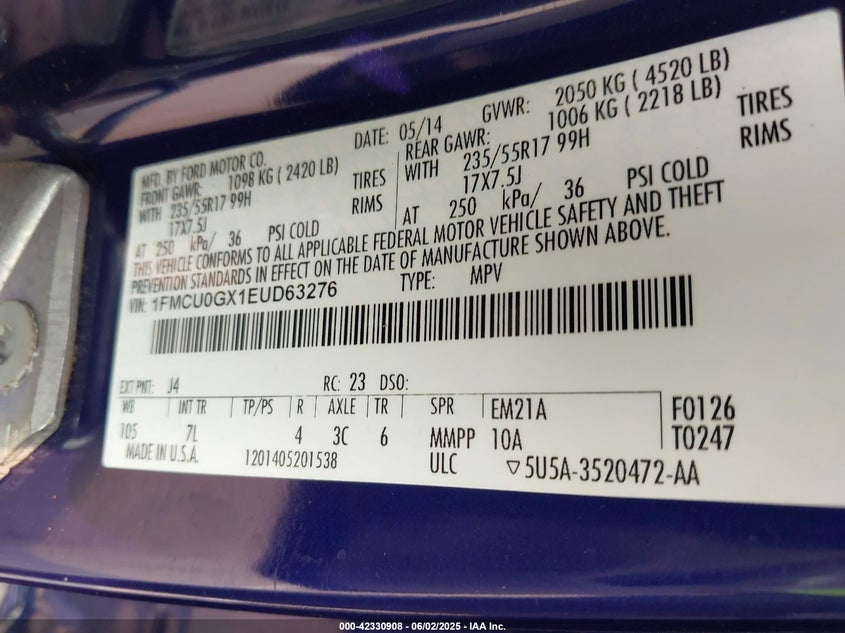 MFD. BY FORD MOTOR CO.
DATE: 05/14
GVWR: 2050 KG ( 4520 LB)
FRONT GAWR: 1098 KG ( 2420 LB)
REAR GAWR: 1006 KG ( 2218 LB)
WITH 235/55R17 99H TIRES
WITH 235/55R17 99H TIRES
17X7.5J RIMS
17X7.5J RIMS
AT 250 kPa/ 36 PSI COLD
AT 250 kPa/ 36 PSI COLD
THIS VEHICLE CONFORMS TO ALL APPLICABLE FEDERAL MOTOR VEHICLE SAFETY AND THEFT
PREVENTION STANDARDS IN EFFECT ON THE DATE OF MANUFACTURE SHOWN ABOVE.
VIN: 1FMCU0GX1EUD63276
TYPE: MPV
EXT PNT: J4 RC: 23 DSO:
WB INT TR TP/PS R AXLE TR SPR EM21A F0126
105 7L 4 3C 6 MMPP 10A T0247
MADE IN U.S.A. 1201405201538 ULC ▽5U5A-3520472-AA
000-42330908 - 06/02/2025 - IAA Inc.